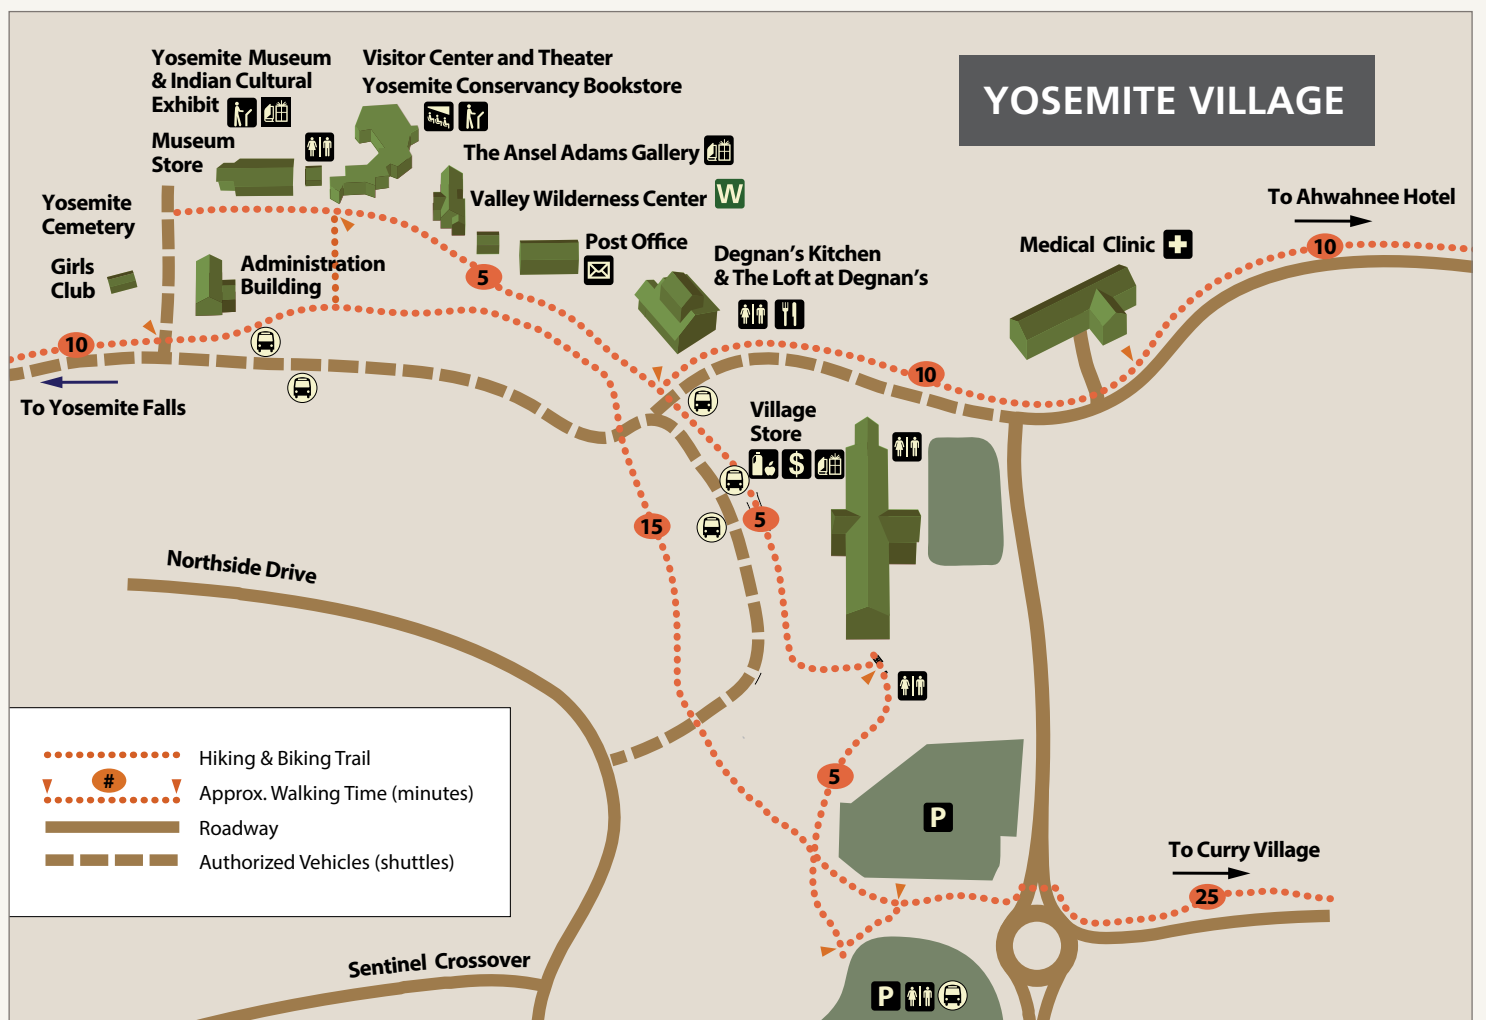 YOSEMITE VILLAGE
Yosemite Museum
& Indian Cultural
Exhibit
Museum
Store
Visitor Center and Theater
Yosemite Conservancy Bookstore
The Ansel Adams Gallery
Valley Wilderness Center
W
Yosemite
Cemetery
Girls
Club
Administration
Building
5
Post Office
Degnan's Kitchen
& The Loft at Degnan's
Medical Clinic
To Ahwahnee Hotel
10
10
To Yosemite Falls
10
Village
Store
$
15
5
Northside Drive
5
P
Hiking & Biking Trail
#
Approx. Walking Time (minutes)
Roadway
Authorized Vehicles (shuttles)
To Curry Village
25
Sentinel Crossover
P